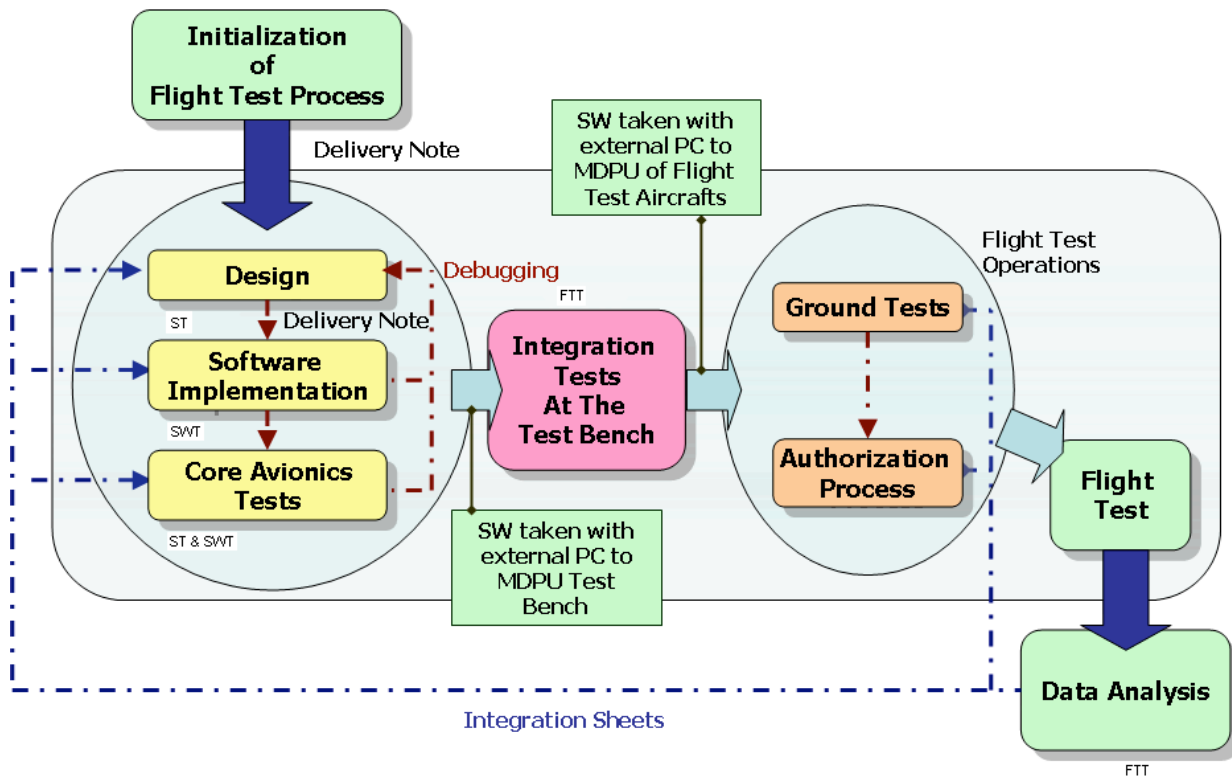 Initialization
of
Flight Test Process
Delivery Note
SW taken with
external PC to
MDPU of Flight
Test Aircrafts
Flight Test
Operations
Design
Debugging
ST
Delivery Note
FTT
Software
Implementation
SWT
Core Avionics
Tests
ST & SWT
Integration
Tests
At The
Test Bench
SW taken with
external PC to
MDPU Test
Bench
Ground Tests
Authorization
Process
Flight
Test
Data Analysis
FTT
Integration Sheets